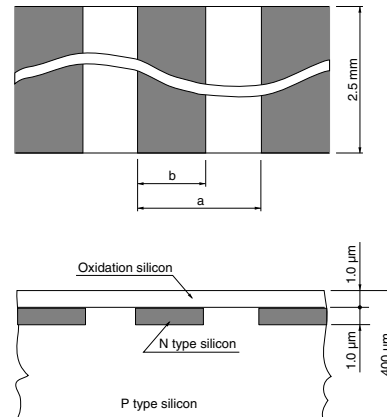 2.5 mm
b
a
Oxidation silicon
1.0 μm
N type silicon
1.0 μm
400 μm
P type silicon